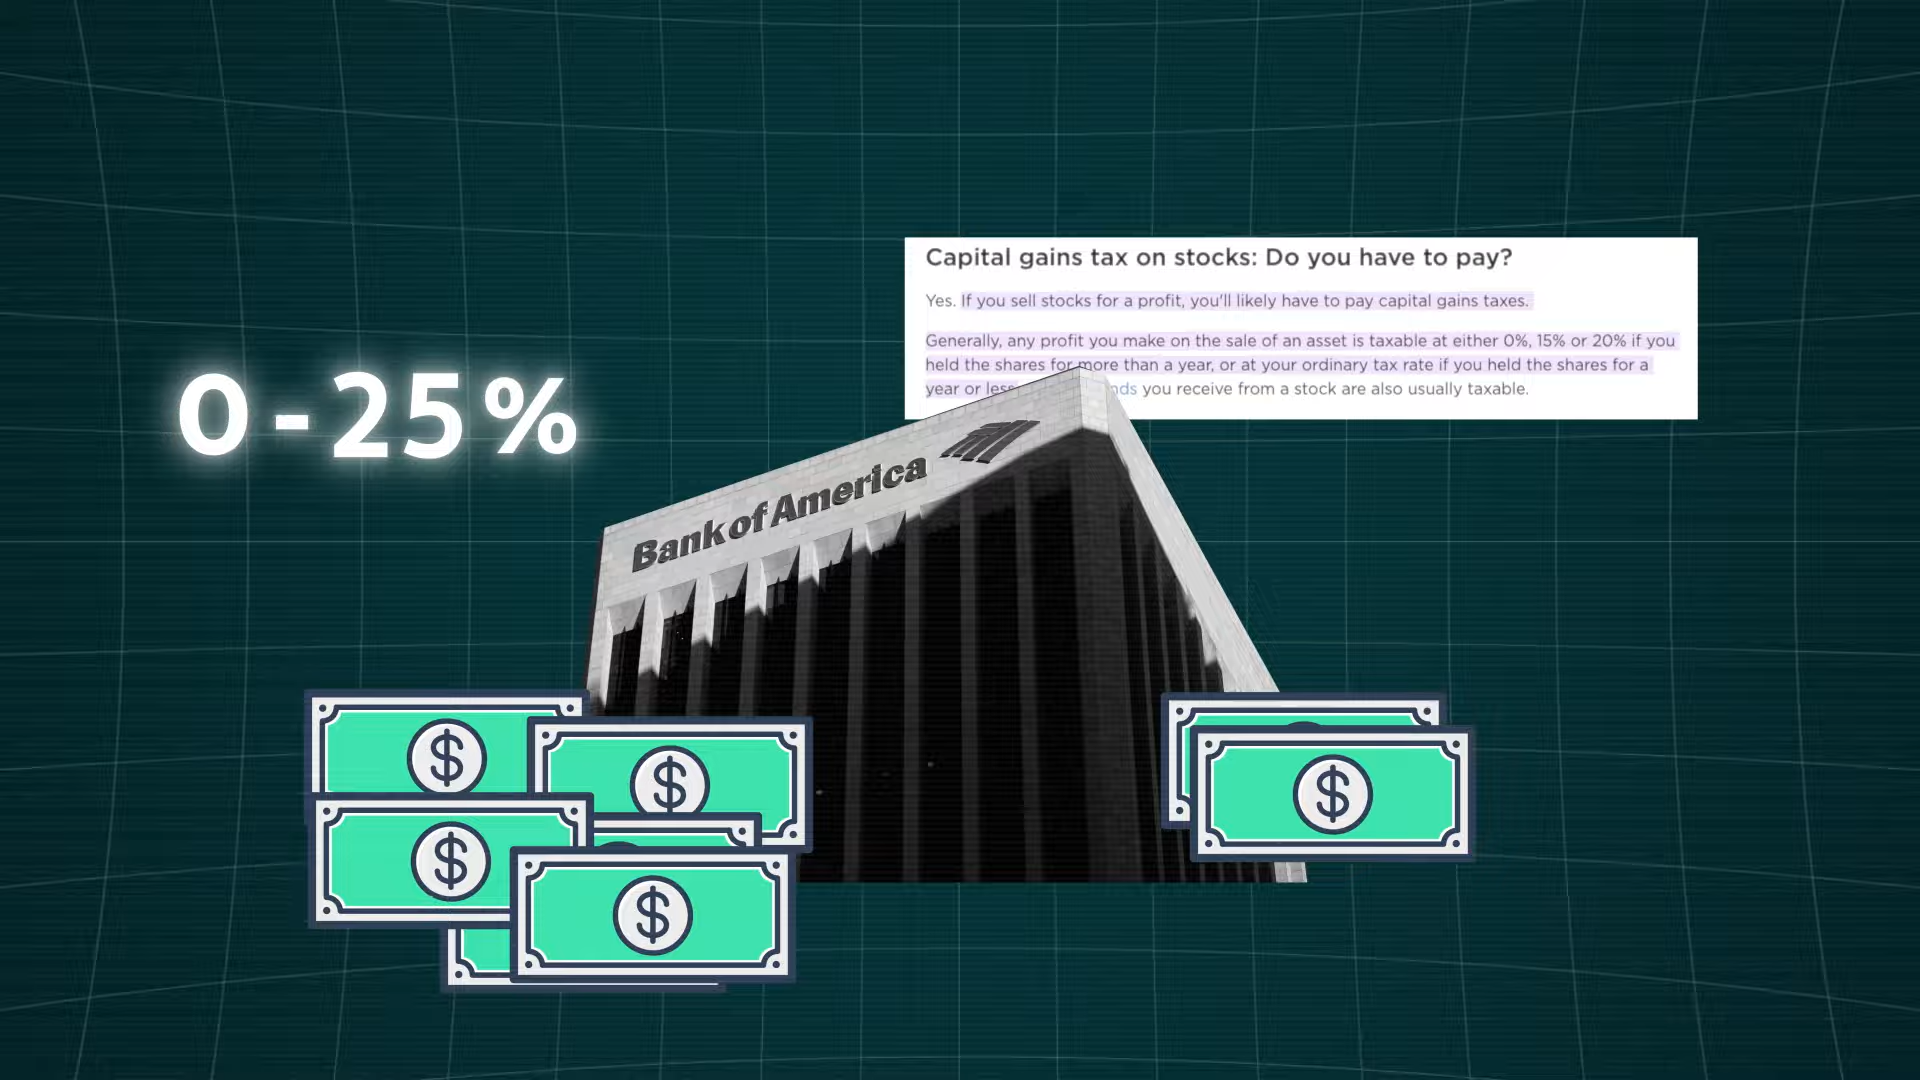 Capital gains tax on stocks: Do you have to pay?
Yes. If you sell stocks for a profit, you'll likely have to pay capital gains taxes.
Generally, any profit you make on the sale of an asset is taxable at either 0%, 15% or 20% if you
held the shares for more than a year, or at your ordinary tax rate if you held the shares for a
year or less you receive from a stock are also usually taxable.
0-25%
Bank of America
$
$
$
$
$